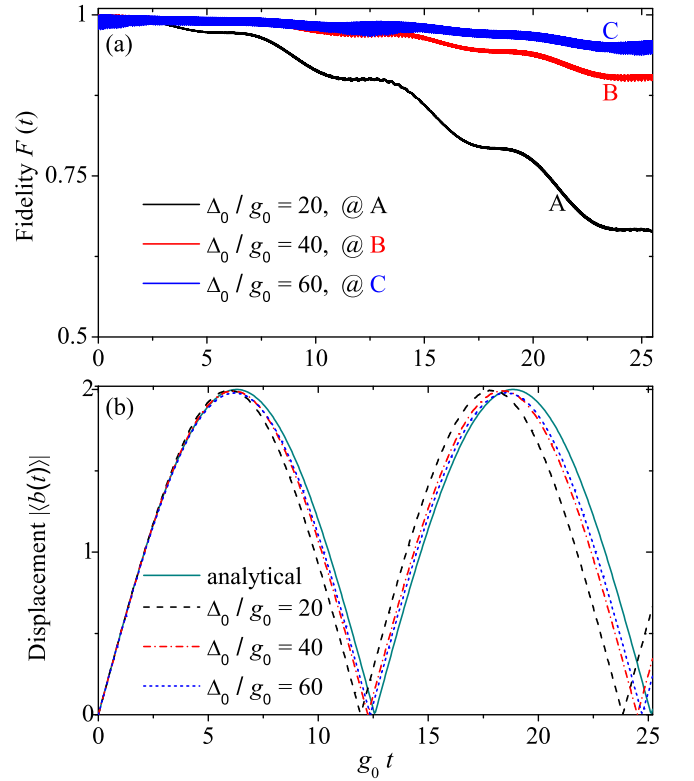 1
(a)
C
B
0.75
A
Δ₀ / g₀ = 20, @ A
Δ₀ / g₀ = 40, @ B
Δ₀ / g₀ = 60, @ C
0.5
Fidelity F (t)
0 5 10 15 20 25
2
(b)
1
analytical
Δ₀ / g₀ = 20
Δ₀ / g₀ = 40
Δ₀ / g₀ = 60
0
Displacement |⟨b(t)⟩|
0 5 10 15 20 25
g₀ t